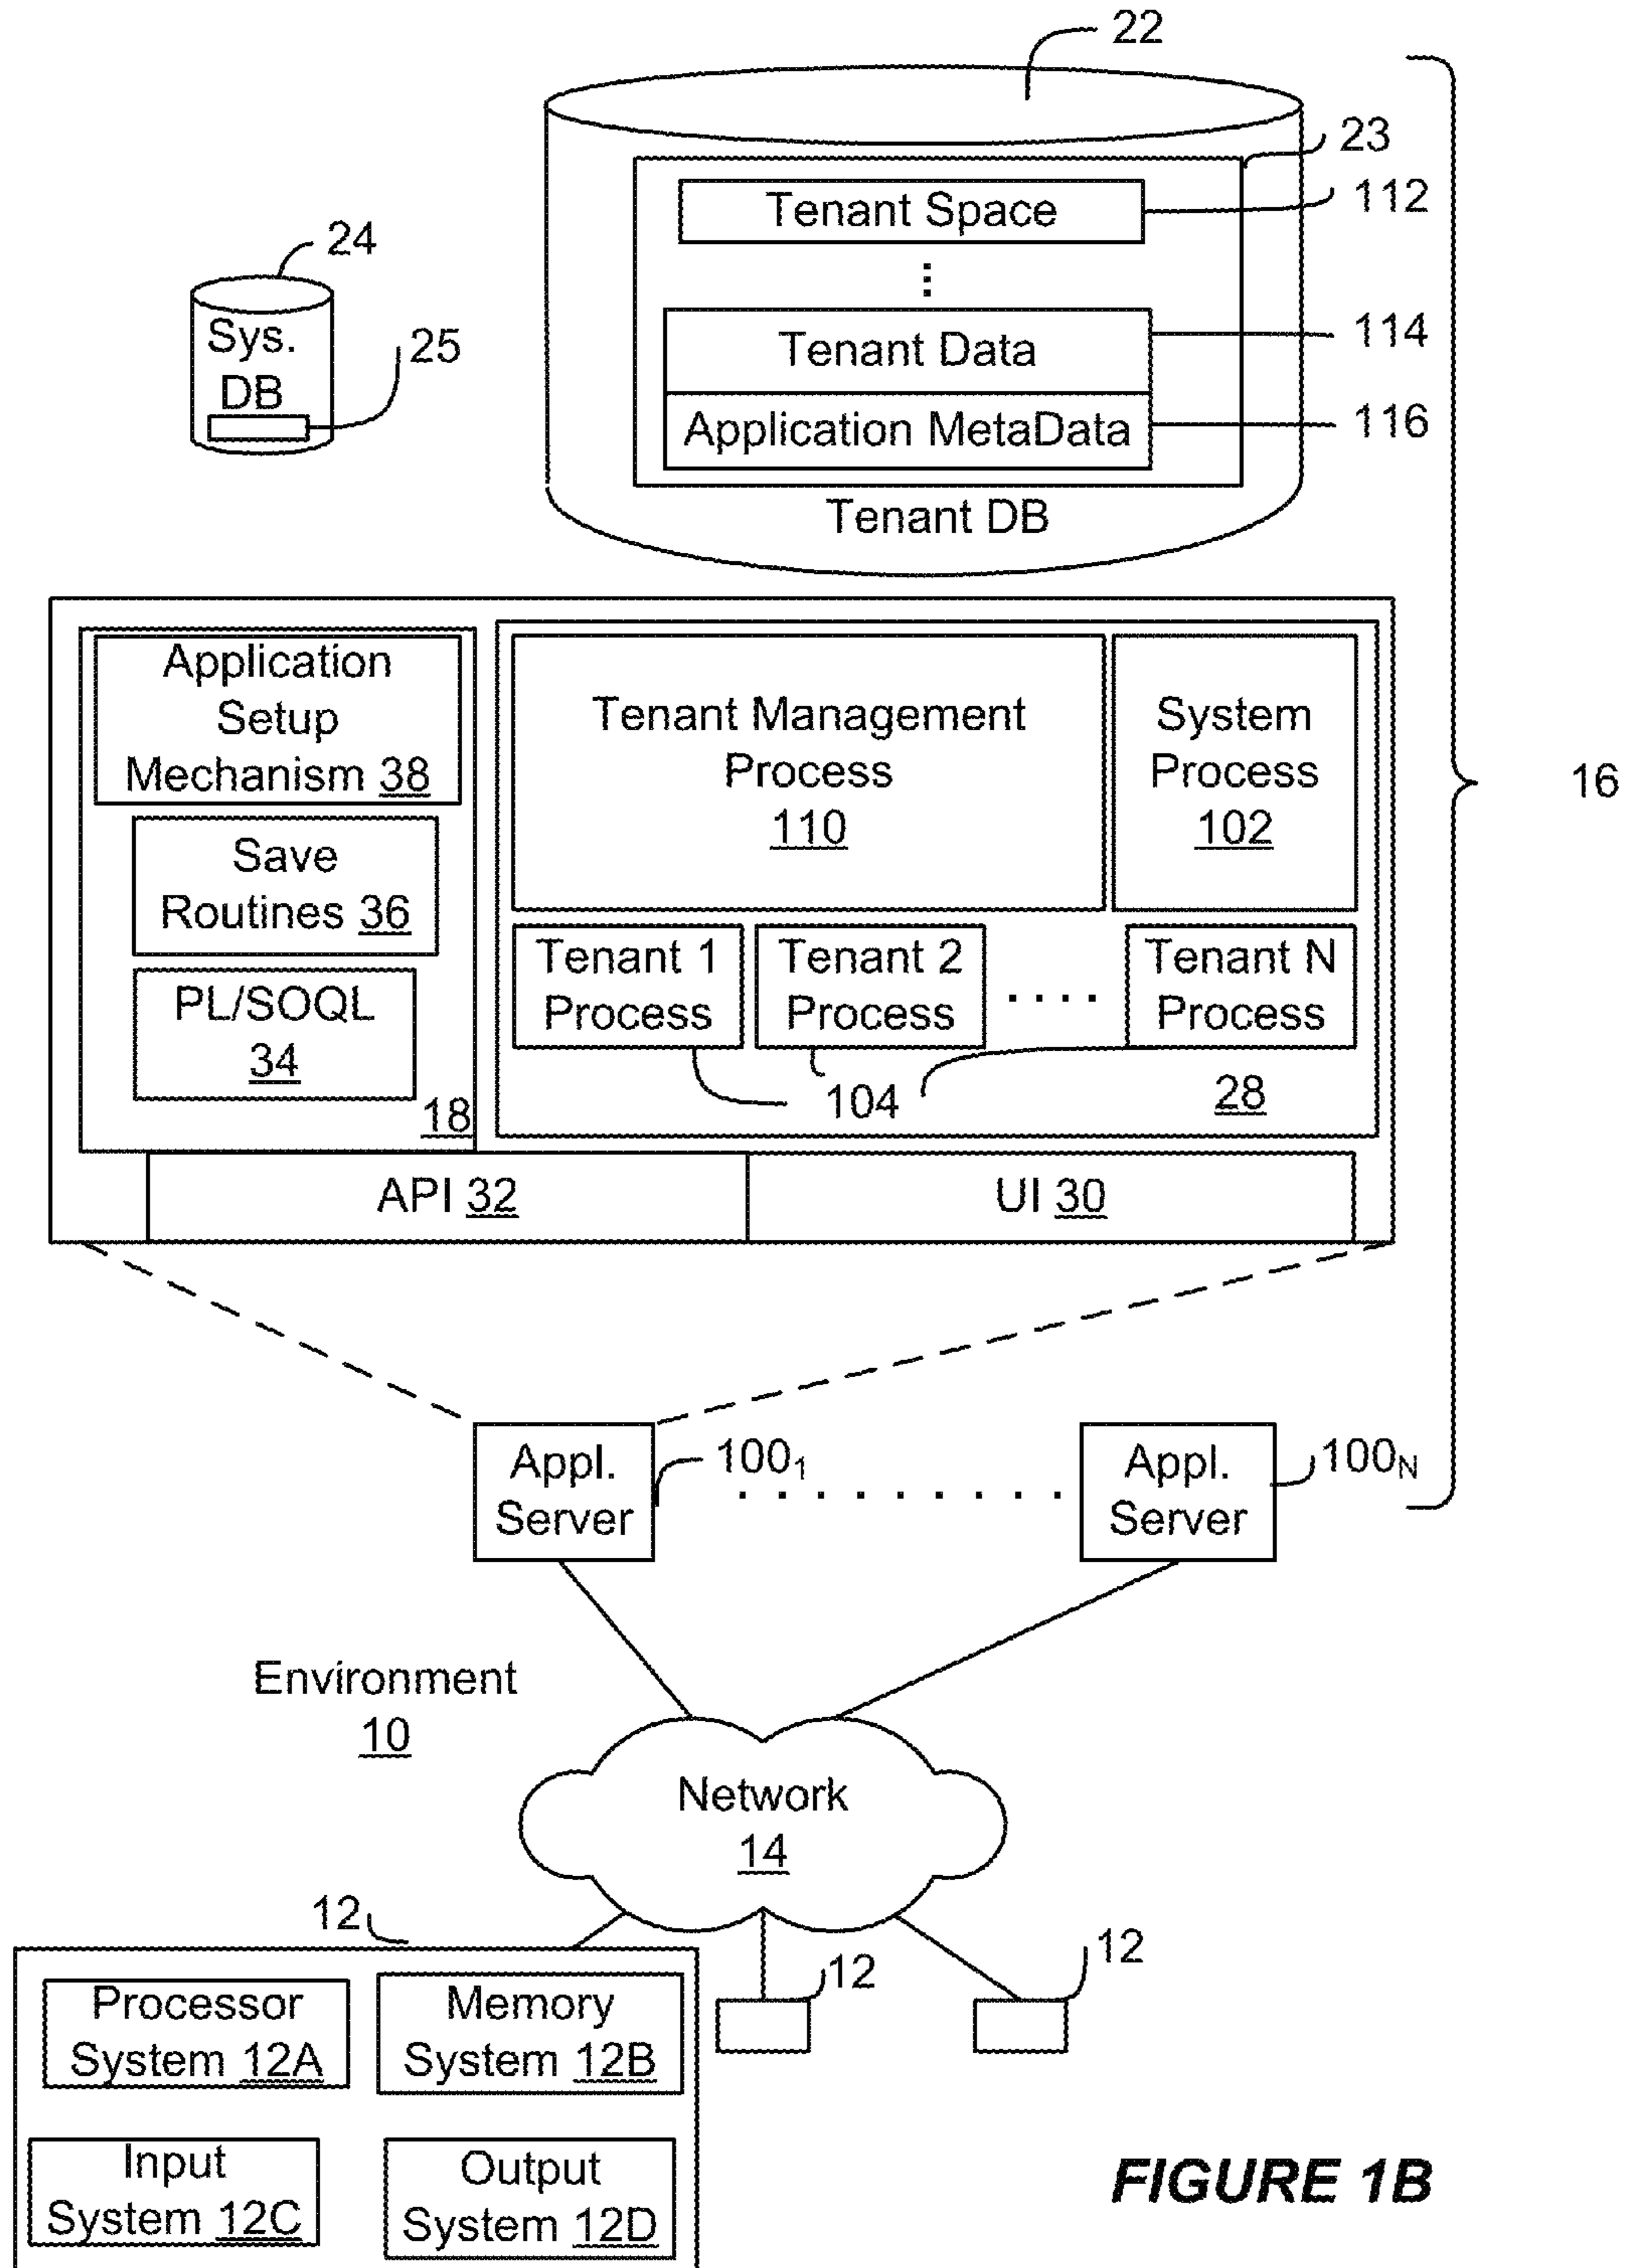 22
23
Tenant Space
112
24
Sys.
DB
25
Tenant Data
114
Application MetaData
116
Tenant DB
Application
Setup
Mechanism 38
Save
Routines 36
PL/SOQL
34
18
Tenant Management
Process
110
System
Process
102
Tenant 1
Process
Tenant 2
Process
....
Tenant N
Process
104
28
API 32
UI 30
16
Appl.
Server
100₁
. . . . . . . . .
Appl.
Server
100N
Environment
10
Network
14
12
12
12
Processor
System 12A
Memory
System 12B
Input
System 12C
Output
System 12D
FIGURE 1B